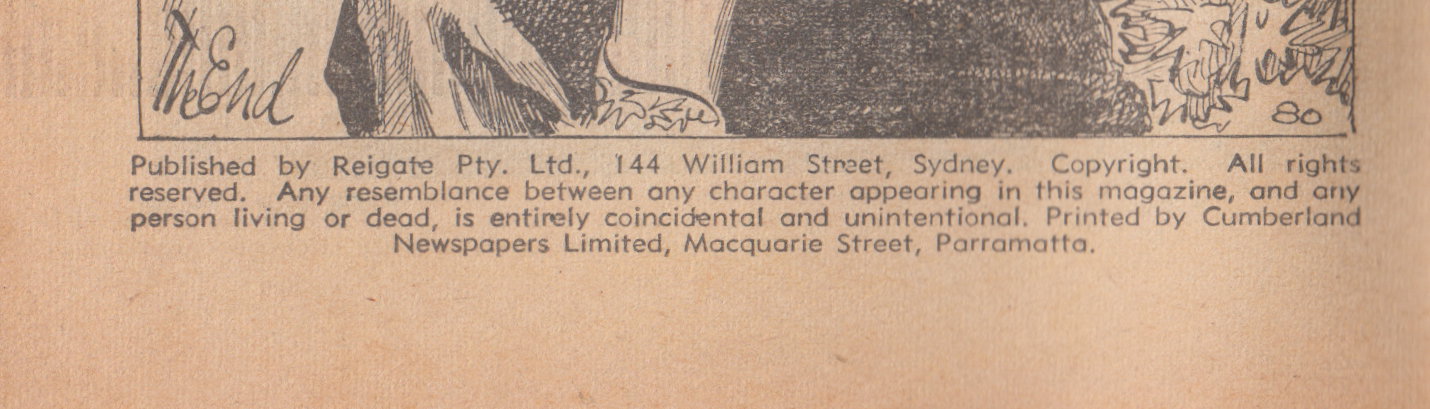 The End
80
Published by Reigate Pty. Ltd., 144 William Street, Sydney. Copyright. All rights
reserved. Any resemblance between any character appearing in this magazine, and any
person living or dead, is entirely coincidental and unintentional. Printed by Cumberland
Newspapers Limited, Macquarie Street, Parramatta.